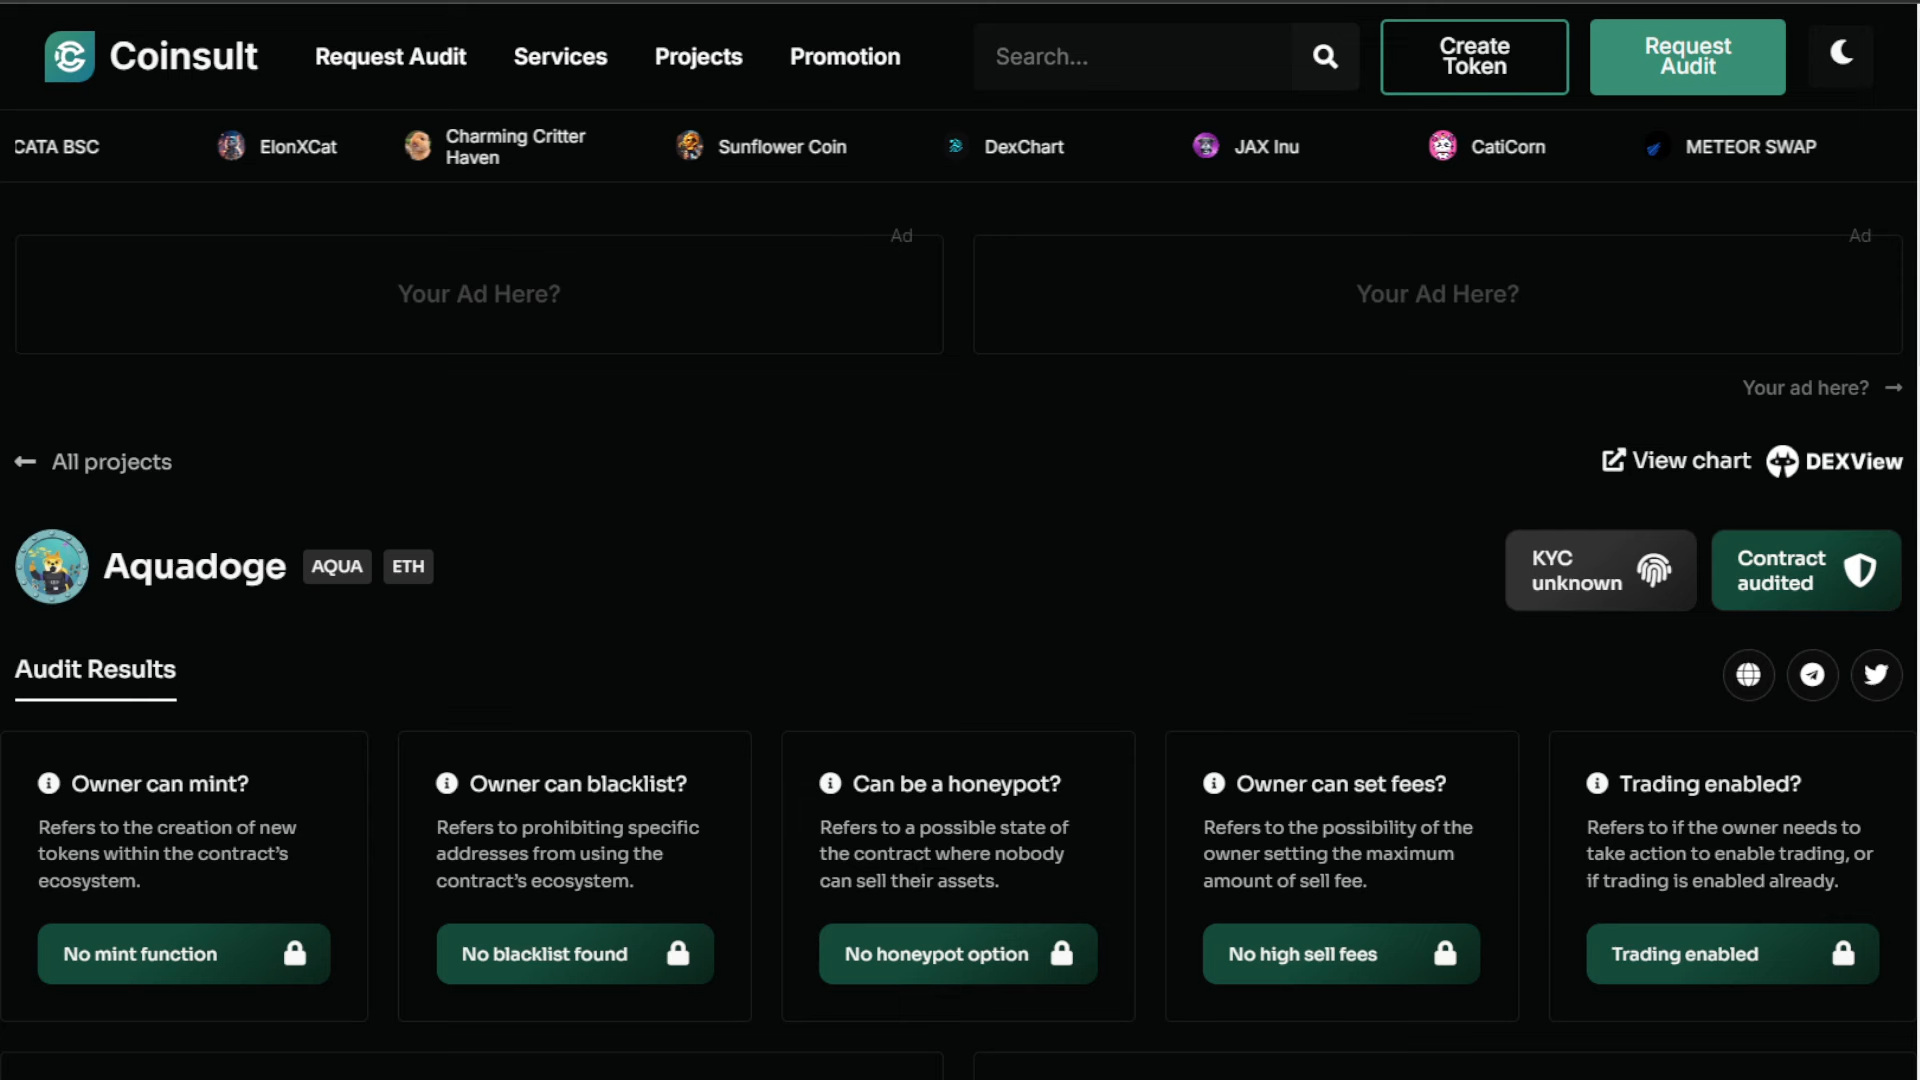 Coinsult
Request Audit
Services
Projects
Promotion
Search...
Create
Token
Request
Audit
CATA BSC
ElonXCat
Charming Critter
Haven
Sunflower Coin
DexChart
JAX Inu
CatiCorn
METEOR SWAP
Ad
Your Ad Here?
Ad
Your Ad Here?
Your ad here?
All projects
View chart
DEXView
Aquadoge
AQUA
ETH
KYC
unknown
Contract
audited
Audit Results
Owner can mint?
Refers to the creation of new
tokens within the contract's
ecosystem.
No mint function
Owner can blacklist?
Refers to prohibiting specific
addresses from using the
contract's ecosystem.
No blacklist found
Can be a honeypot?
Refers to a possible state of
the contract where nobody
can sell their assets.
No honeypot option
Owner can set fees?
Refers to the possibility of the
owner setting the maximum
amount of sell fee.
No high sell fees
Trading enabled?
Refers to if the owner needs to
take action to enable trading, or
if trading is enabled already.
Trading enabled